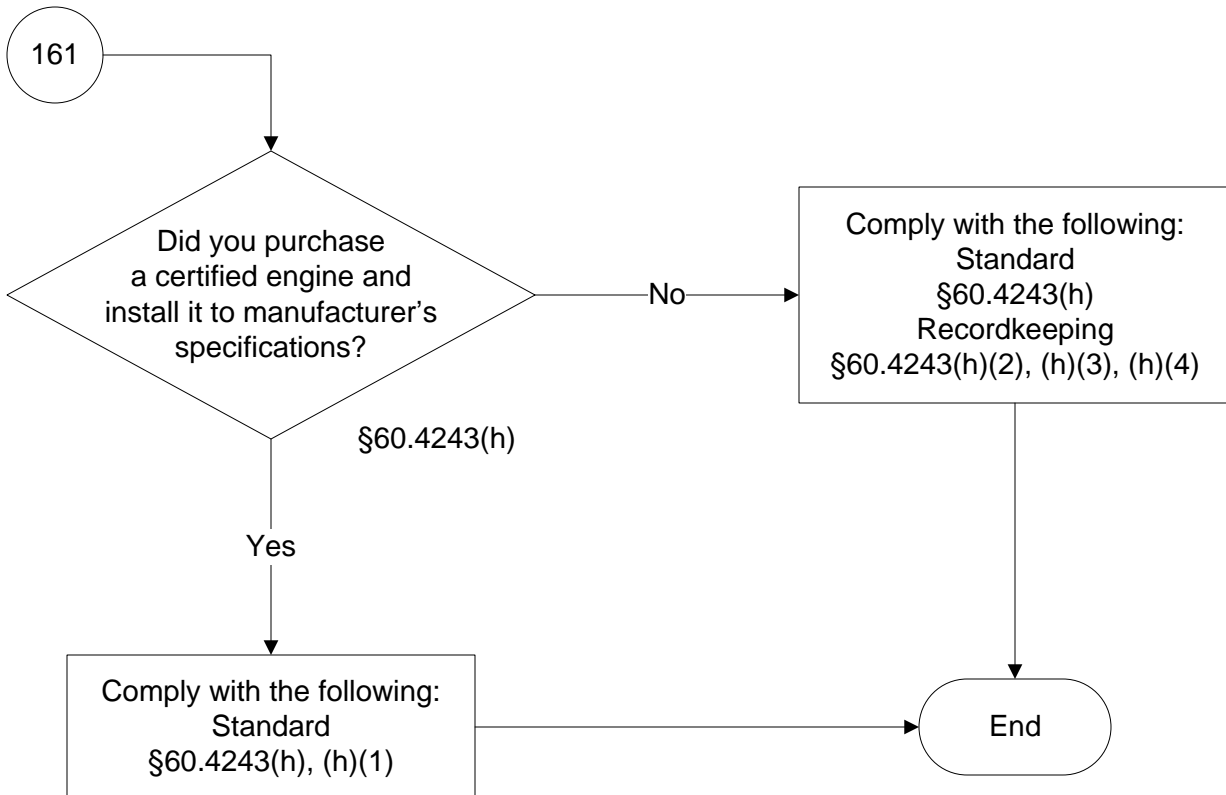 161
Did you purchase
a certified engine and
install it to manufacturer’s
specifications?
§60.4243(h)
No
Comply with the following:
Standard
§60.4243(h)
Recordkeeping
§60.4243(h)(2), (h)(3), (h)(4)
Yes
Comply with the following:
Standard
§60.4243(h), (h)(1)
End